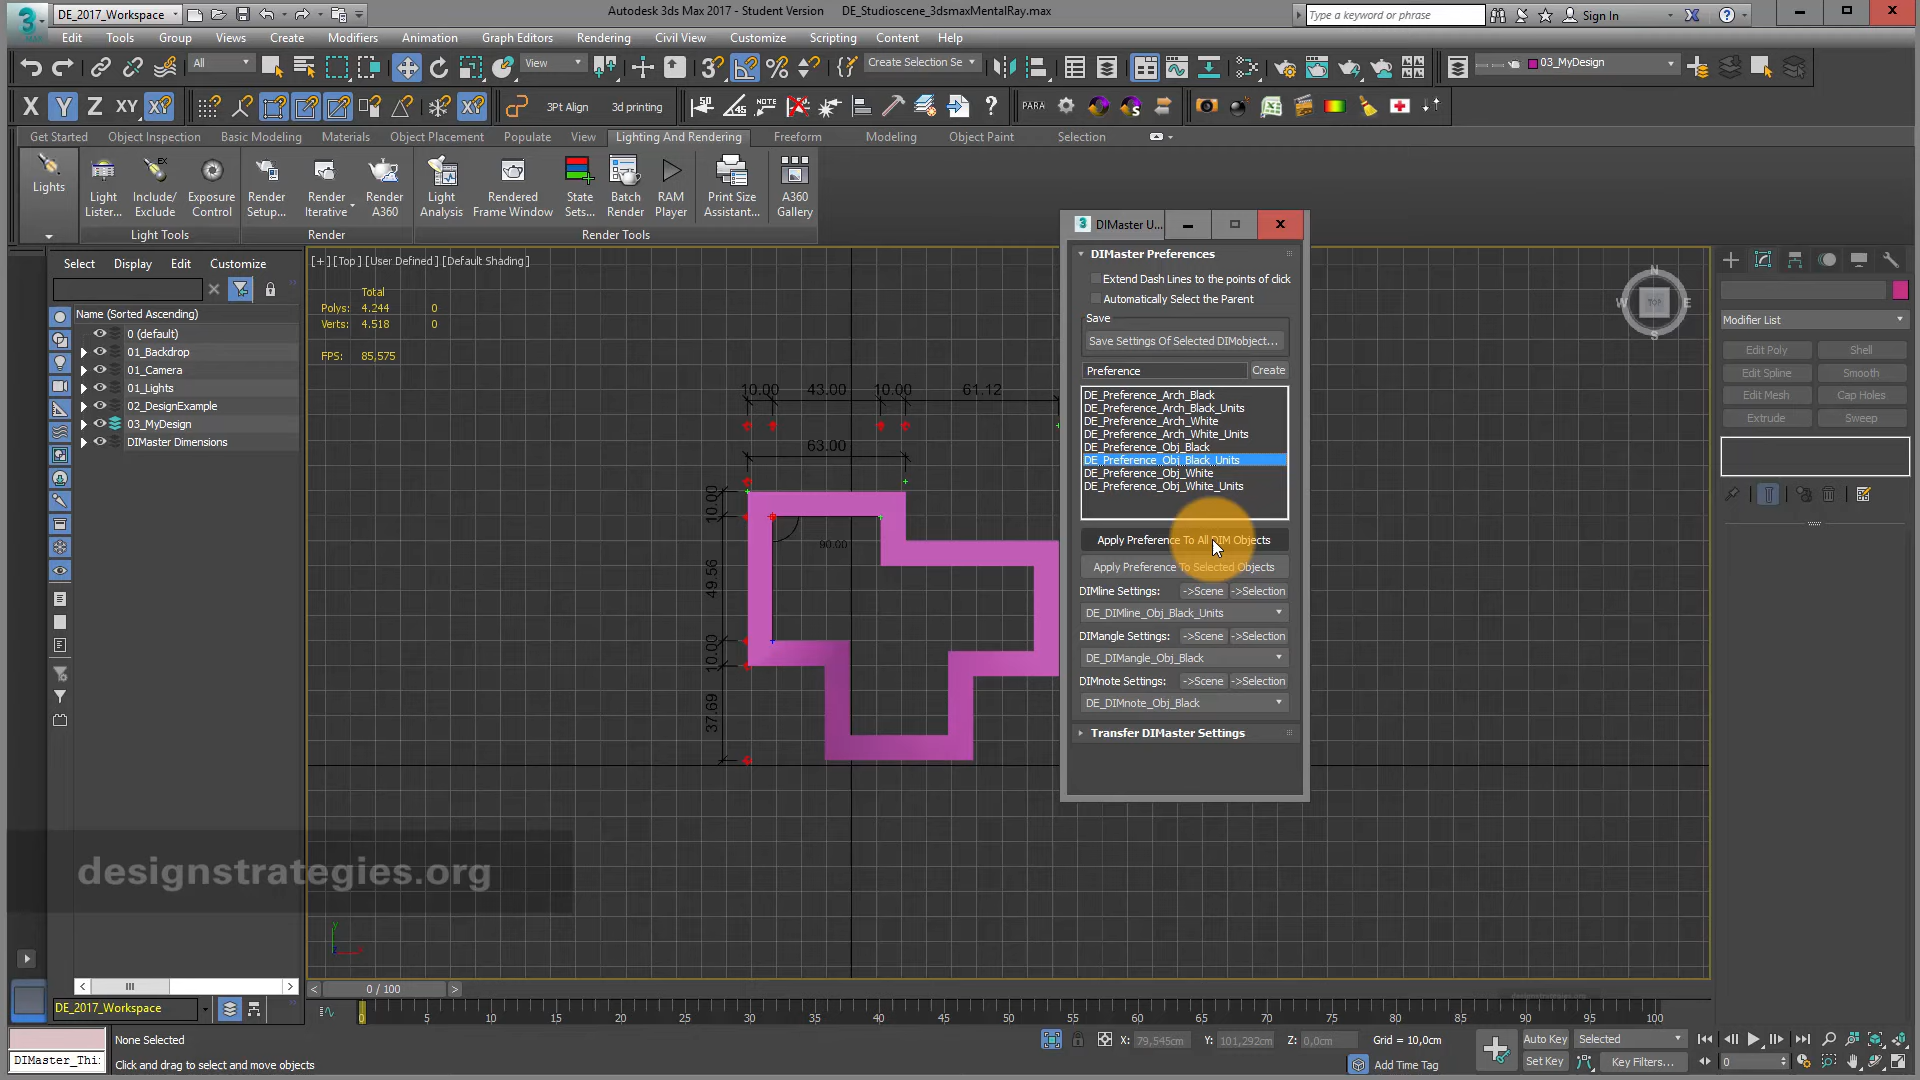 DE_2017_Workspace
Autodesk 3ds Max 2017 - Student Version DE_Studioscene_3dsmaxMentalRay.max
Type a keyword or phrase
Sign In
Edit Tools Group Views Create Modifiers Animation Graph Editors Rendering Civil View Customize Scripting Content Help
All
View
Create Selection Se
03_MyDesign
X Y Z XY
3Pt Align 3d printing
NOTE
PARA
Get Started Object Inspection Basic Modeling Materials Object Placement Populate View Lighting And Rendering Freeform Modeling Object Paint Selection
Lights
Light Lister...
Include/ Exclude
Exposure Control
Render Setup...
Render Iterative
Render A360
Light Analysis
Rendered Frame Window
State Sets...
Batch Render
RAM Player
Print Size Assistant...
A360 Gallery
Light Tools
Render
Render Tools
Select Display Edit Customize
Name (Sorted Ascending)
0 (default)
01_Backdrop
01_Camera
01_Lights
02_DesignExample
03_MyDesign
DIMaster Dimensions
[+] [Top] [User Defined] [Default Shading]
Total
Polys: 4.244 0
Verts: 4.518 0
FPS: 85,575
10.00 43.00 10.00 61.12
63.00
10.00
49.56
10.00
37.69
90.00
DIMaster U...
DIMaster Preferences
Extend Dash Lines to the points of click
Automatically Select the Parent
Save
Save Settings Of Selected DIMobject...
Preference Create
DE_Preference_Arch_Black
DE_Preference_Arch_Black_Units
DE_Preference_Arch_White
DE_Preference_Arch_White_Units
DE_Preference_Obj_Black
DE_Preference_Obj_Black_Units
DE_Preference_Obj_White
DE_Preference_Obj_White_Units
Apply Preference To All DIM Objects
Apply Preference To Selected Objects
DIMline Settings: ->Scene ->Selection
DE_DIMline_Obj_Black_Units
DIMangle Settings: ->Scene ->Selection
DE_DIMangle_Obj_Black
DIMnote Settings: ->Scene ->Selection
DE_DIMnote_Obj_Black
Transfer DIMaster Settings
N
W TOP E
S
Modifier List
Edit Poly Shell
Edit Spline Smooth
Edit Mesh Cap Holes
Extrude Sweep
designstrategies.org
0 / 100
DE_2017_Workspace
0 5 10 15 20 25 30 35 40 45 50 55 60 65 70 75 80 85 90 95 100
None Selected
X: 79,545cm Y: 101,292cm Z: 0,0cm Grid = 10,0cm
Auto Key Selected
DIMaster_Thi:
Click and drag to select and move objects
Add Time Tag
Set Key Key Filters...
0